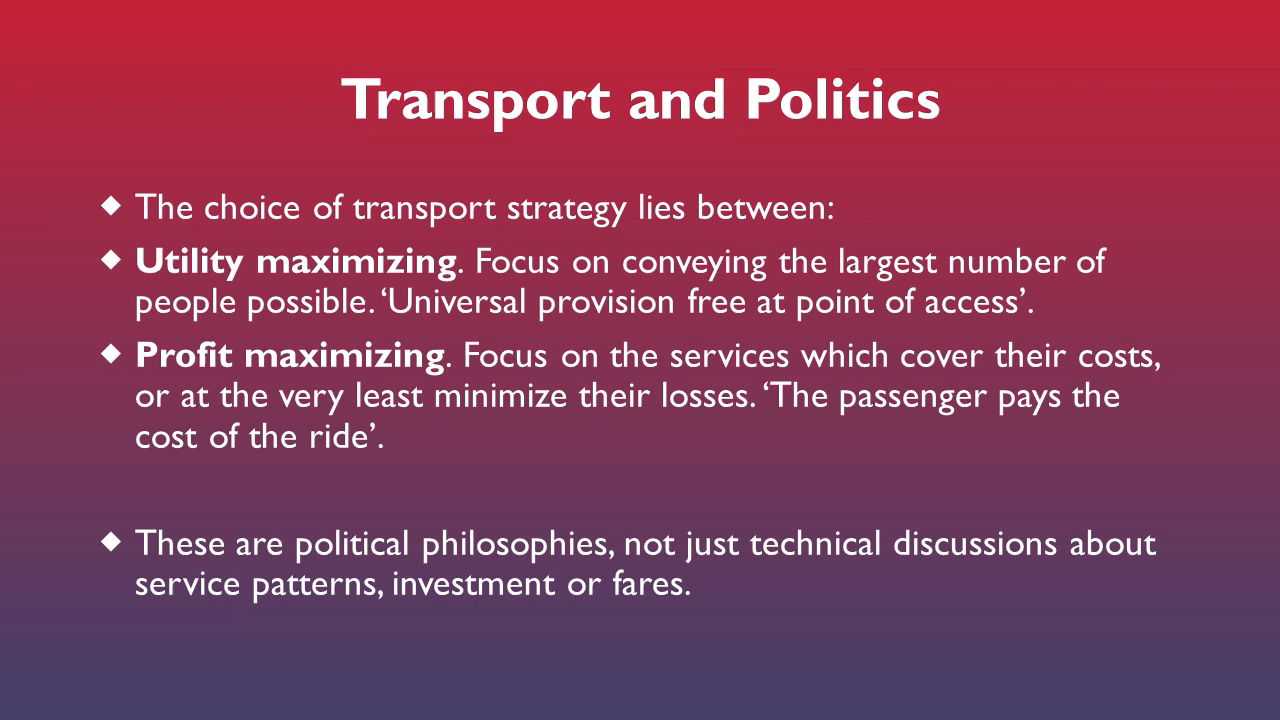 Transport and Politics
◆ The choice of transport strategy lies between:
◆ Utility maximizing. Focus on conveying the largest number of
people possible. ‘Universal provision free at point of access’.
◆ Profit maximizing. Focus on the services which cover their costs,
or at the very least minimize their losses. ‘The passenger pays the
cost of the ride’.
◆ These are political philosophies, not just technical discussions about
service patterns, investment or fares.